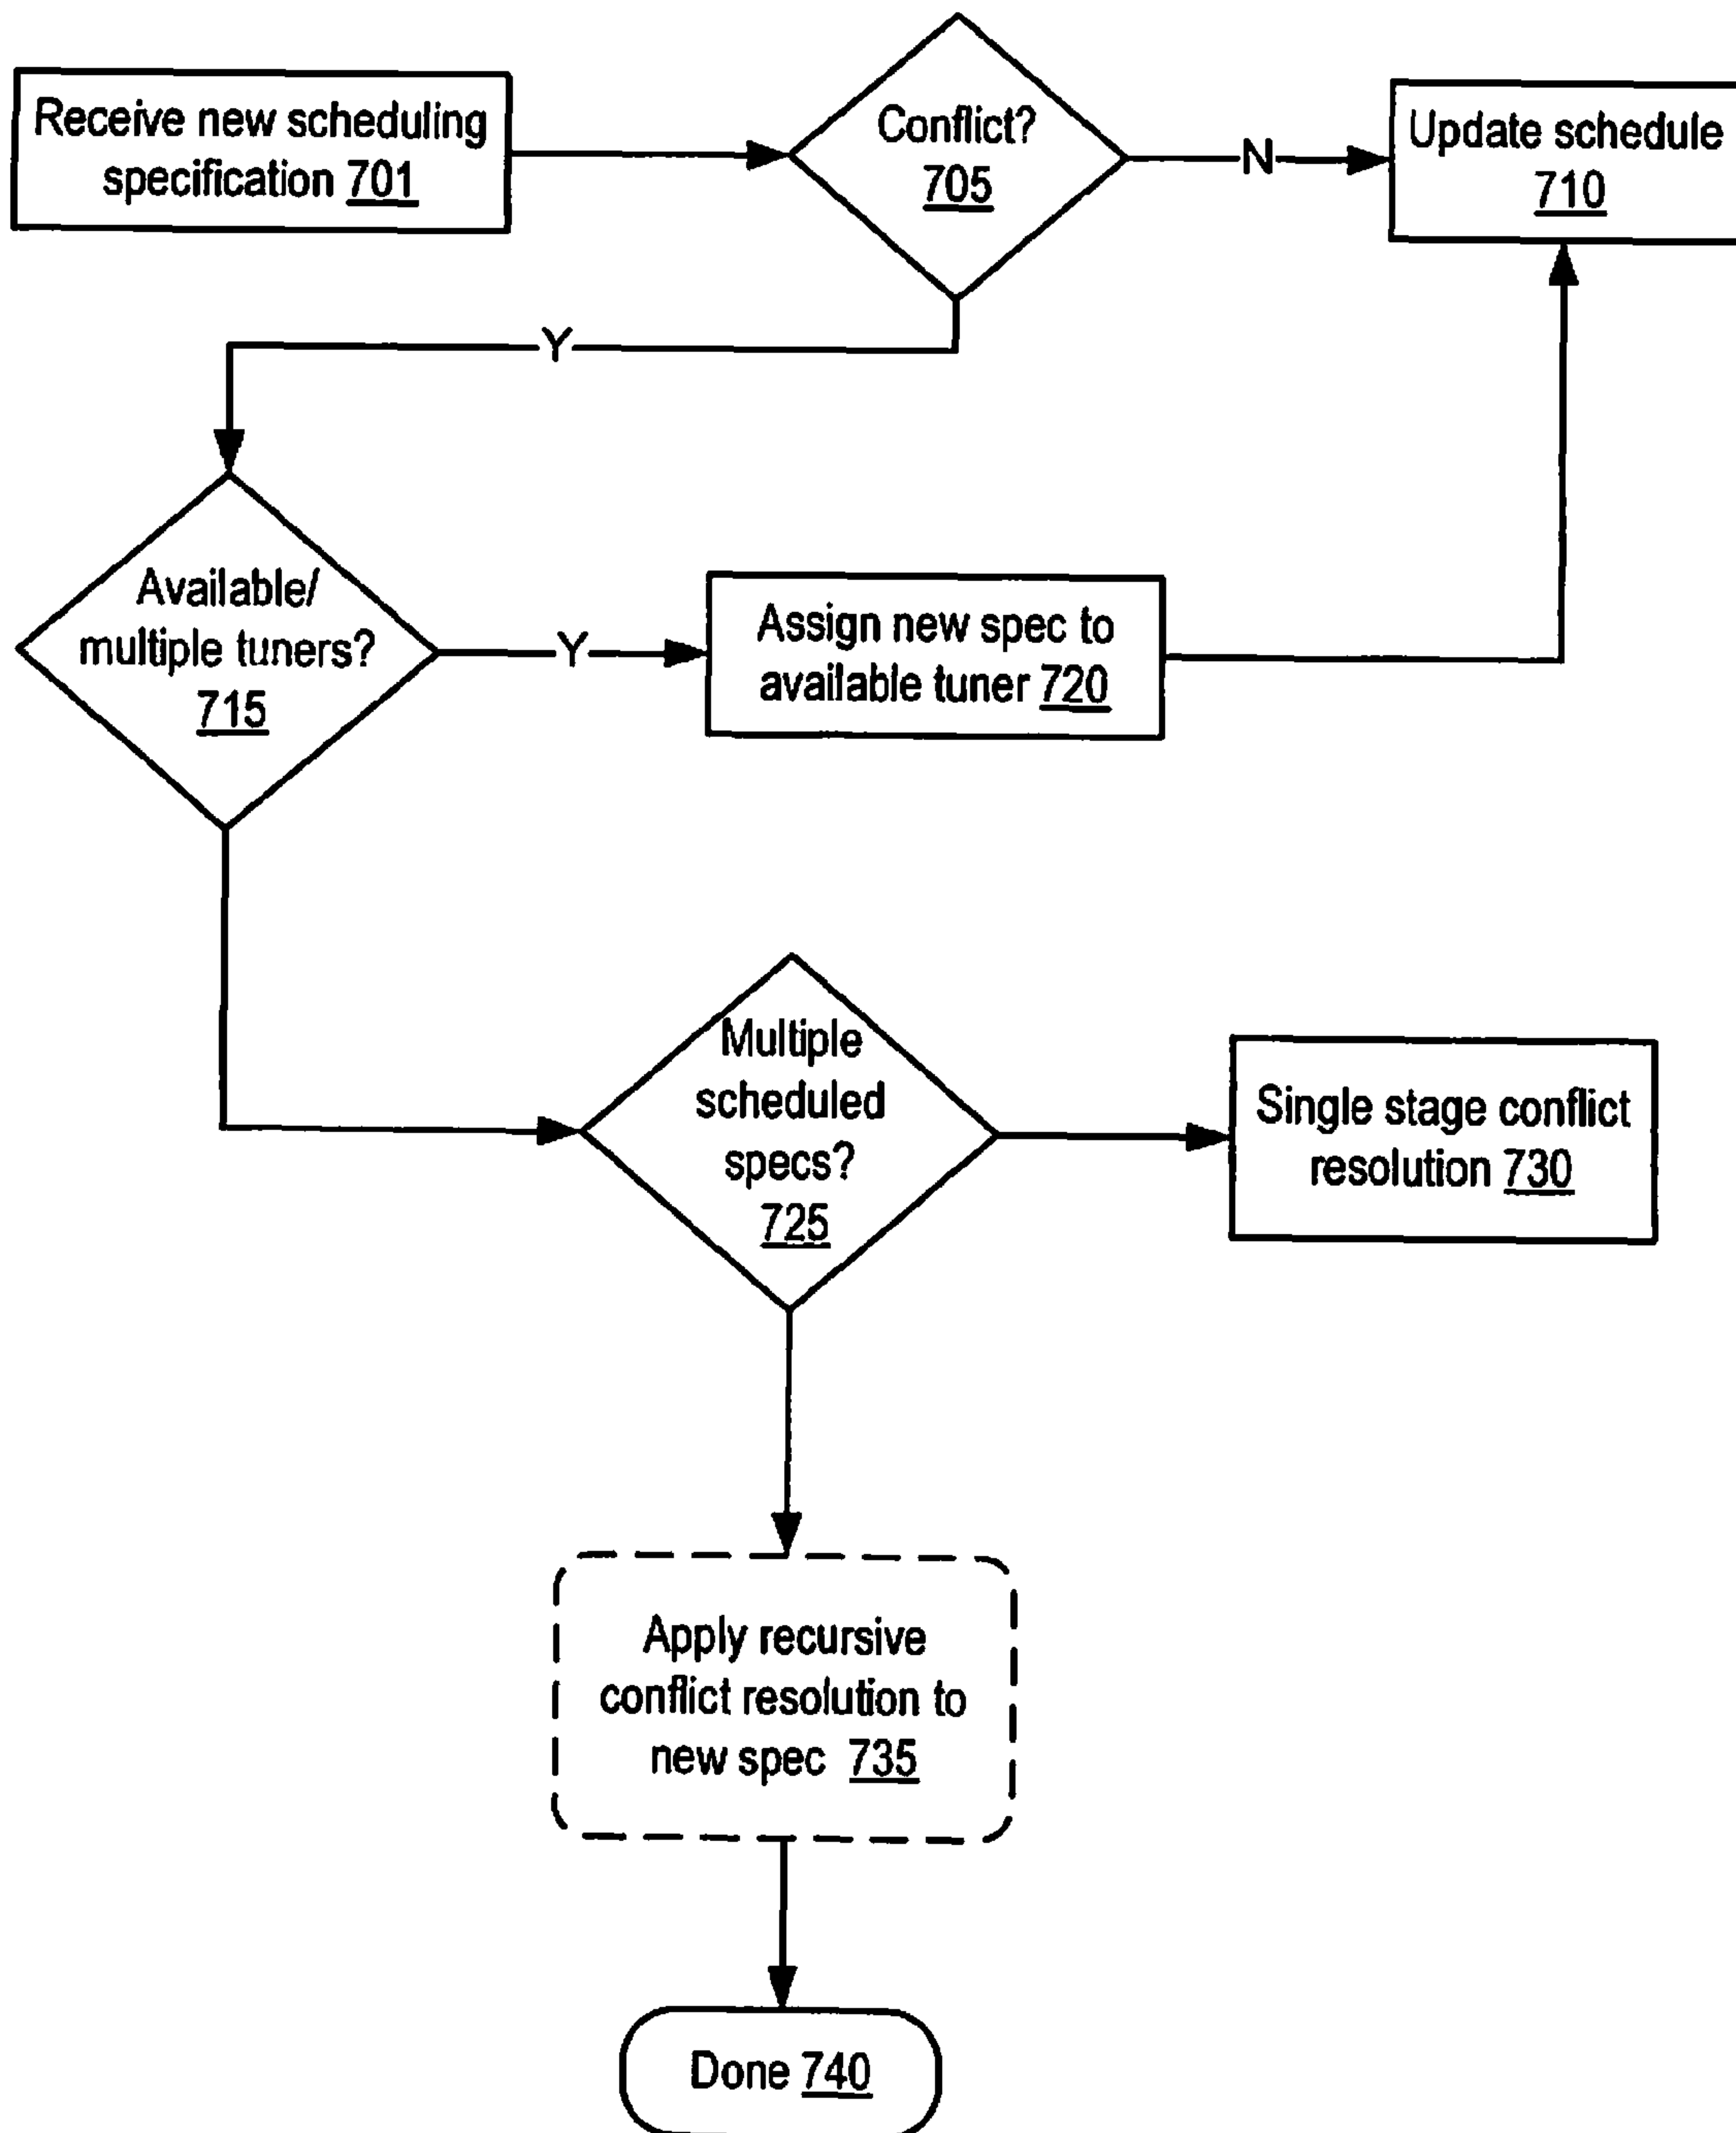 Receive new scheduling
specification 701
Conflict?
705
N
Update schedule
710
Y
Available/
multiple tuners?
715
Y
Assign new spec to
available tuner 720
Multiple
scheduled
specs?
725
Single stage conflict
resolution 730
Apply recursive
conflict resolution to
new spec 735
Done 740